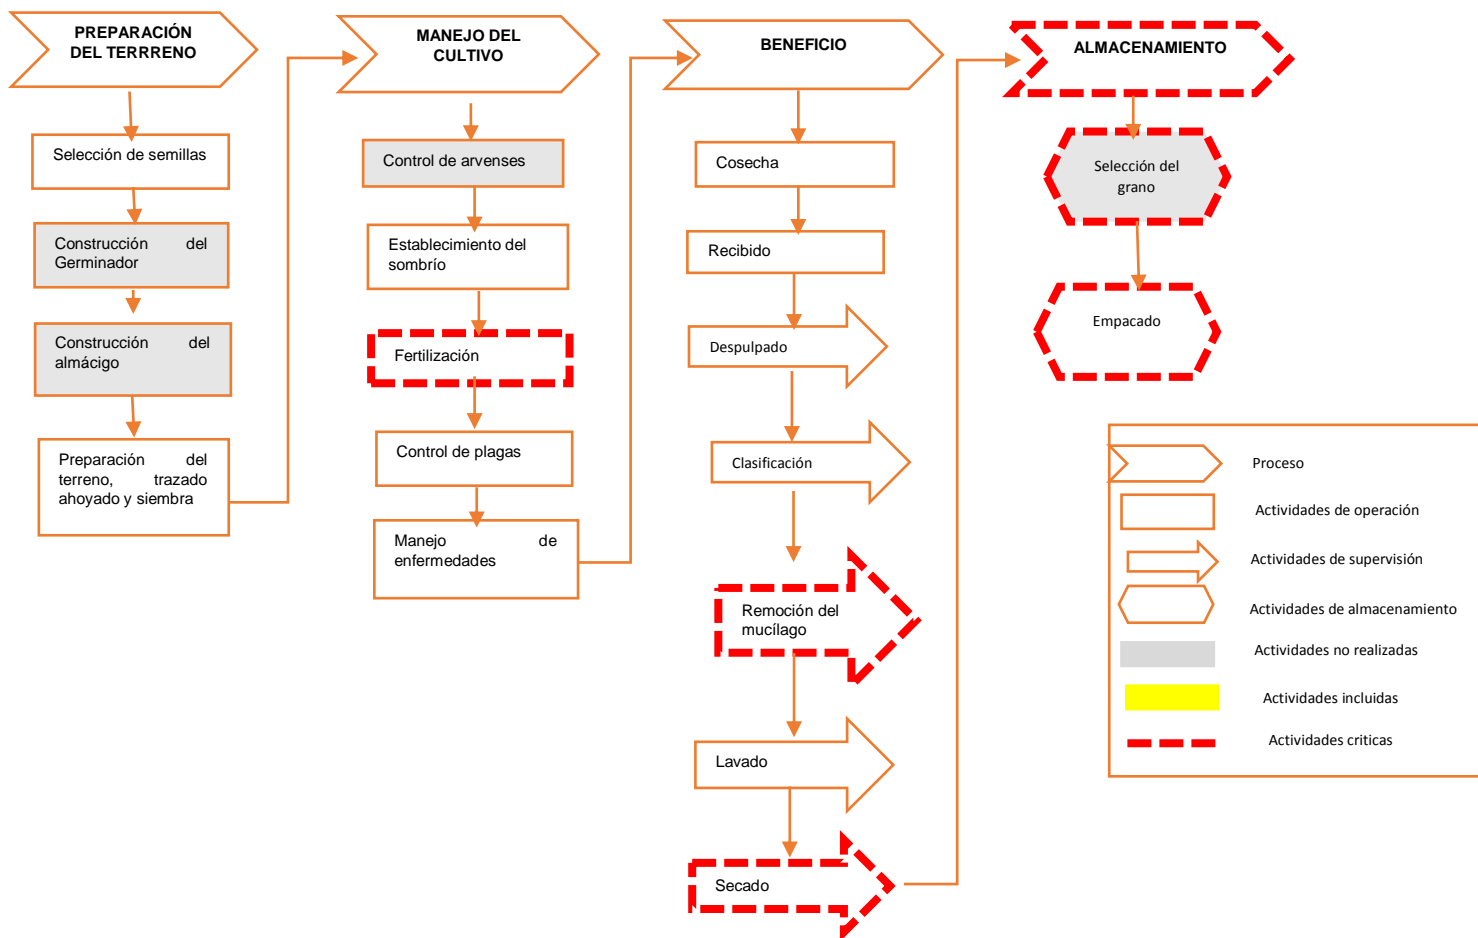 PREPARACIÓN
DEL TERRRENO
Selección de semillas
Construcción del
Germinador
Construcción del
almácigo
Preparación del
terreno, trazado
ahoyado y siembra
MANEJO DEL
CULTIVO
Control de arvenses
Establecimiento del
sombrío
Fertilización
Control de plagas
Manejo de
enfermedades
BENEFICIO
Cosecha
Recibido
Despulpado
Clasificación
Remoción del
mucílago
Lavado
Secado
ALMACENAMIENTO
Selección del
grano
Empacado
Proceso
Actividades de operación
Actividades de supervisión
Actividades de almacenamiento
Actividades no realizadas
Actividades incluidas
Actividades criticas